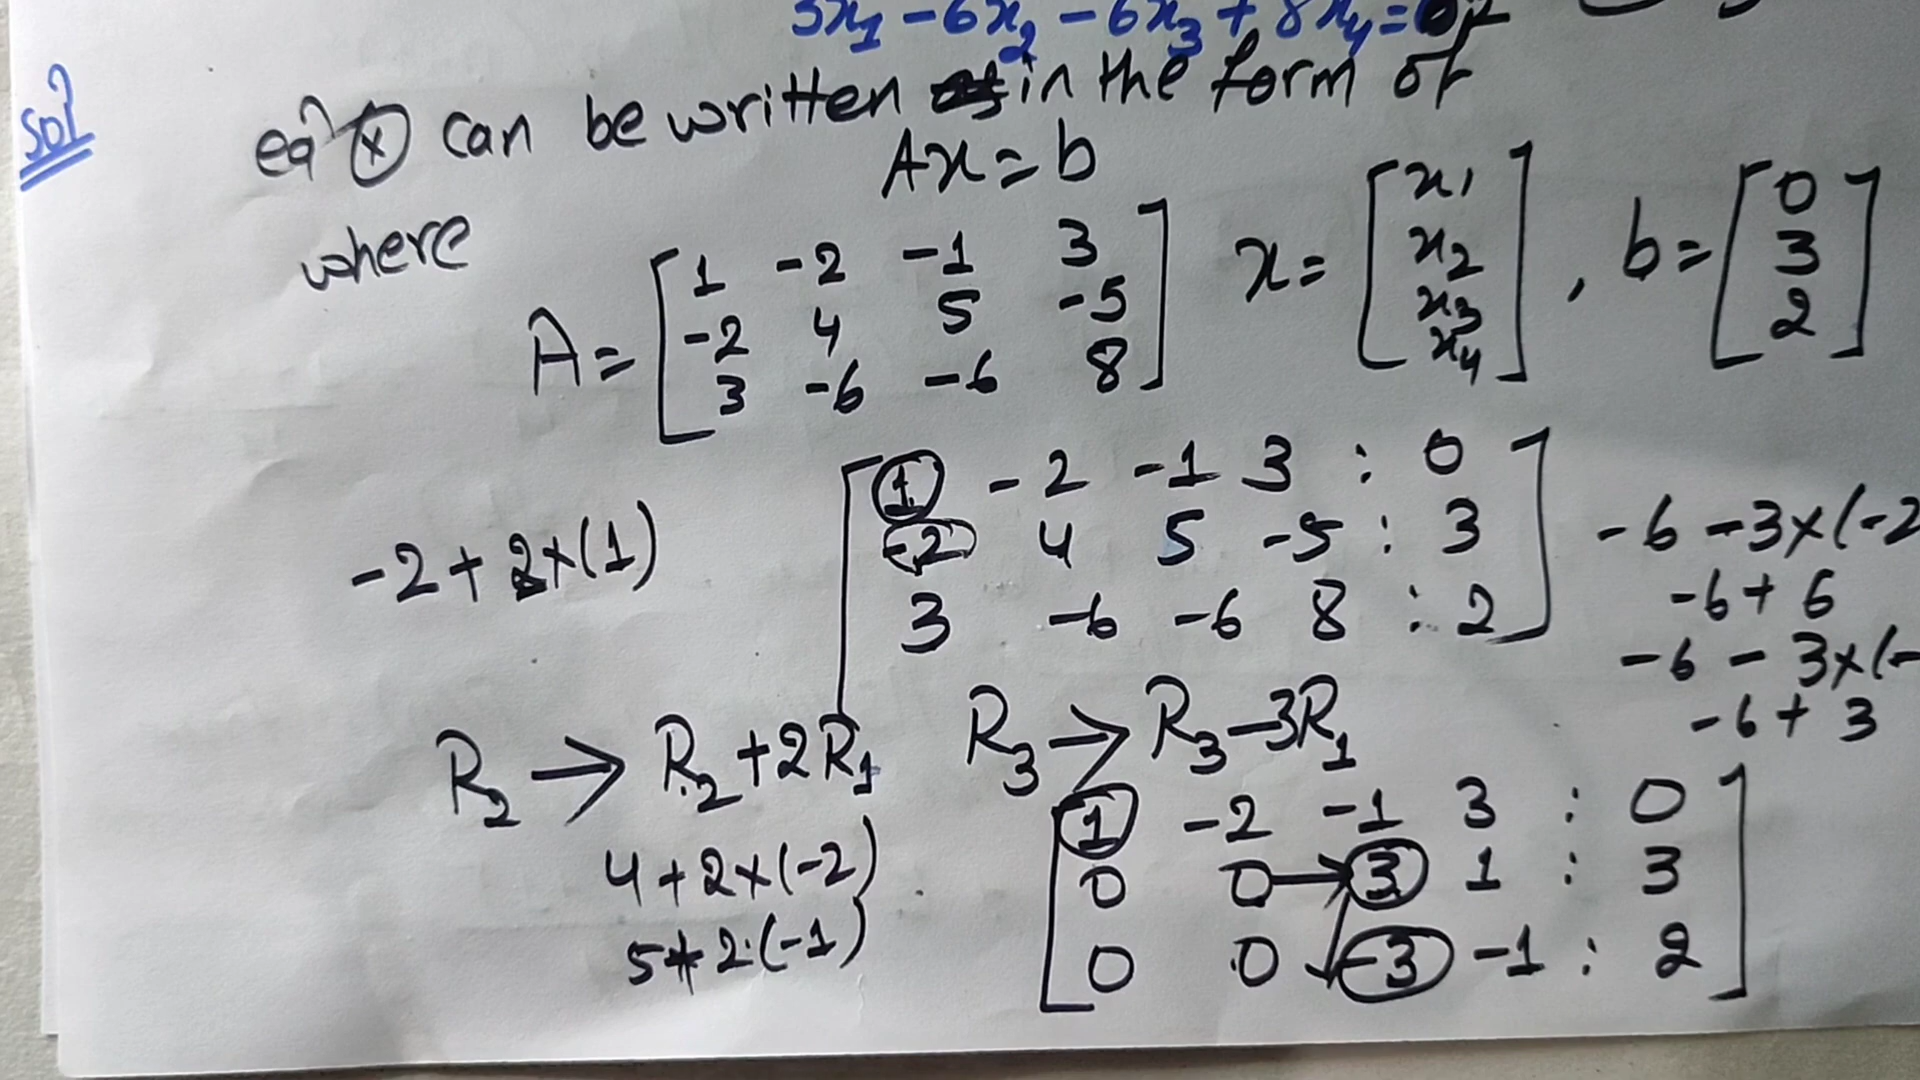 3x₁ - 6x₂ - 6x₃ + 8x₄ =
Solⁿ
eqⁿ ⊗ can be written in the form of
Ax = b
where
A = [1 -2 -1 3
-2 4 5 -5
3 -6 -6 8]
x = [x₁
x₂
x₃
x₄]
, b = [0
3
2]
-2 + 2×(1)
[1 -2 -1 3 : 0
-2 4 5 -5 : 3
3 -6 -6 8 : 2]
-6 - 3×(-2
-6 + 6
-6 - 3×(-
-6 + 3
R₂ → R₂ + 2R₁ R₃ → R₃ - 3R₁
4 + 2×(-2)
5 + 2·(-1)
[1 -2 -1 3 : 0
0 0 → 3 1 : 3
0 0 -3 -1 : 2]